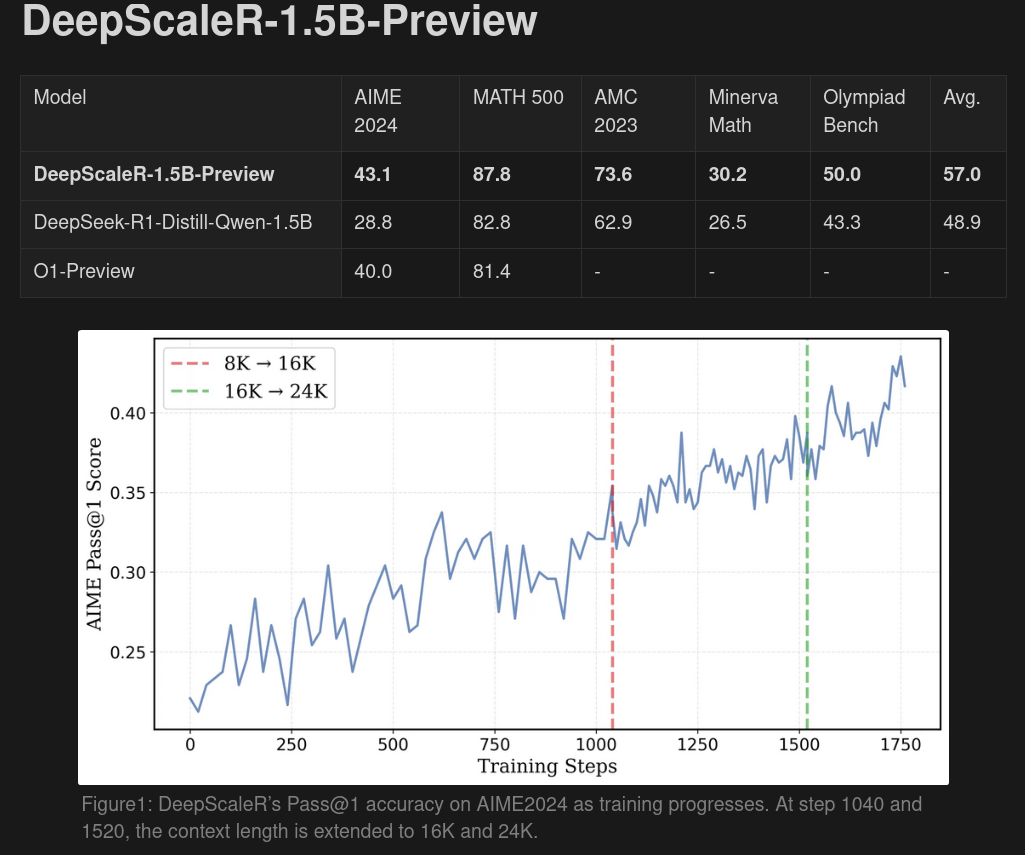 DeepScaleR-1.5B-Preview
Model AIME 2024 MATH 500 AMC 2023 Minerva Math Olympiad Bench Avg.
DeepScaleR-1.5B-Preview 43.1 87.8 73.6 30.2 50.0 57.0
DeepSeek-R1-Distill-Qwen-1.5B 28.8 82.8 62.9 26.5 43.3 48.9
O1-Preview 40.0 81.4 - - - -
8K → 16K
16K → 24K
AIME Pass@1 Score
0.40
0.35
0.30
0.25
0 250 500 750 1000 1250 1500 1750
Training Steps
Figure1: DeepScaleR’s Pass@1 accuracy on AIME2024 as training progresses. At step 1040 and
1520, the context length is extended to 16K and 24K.